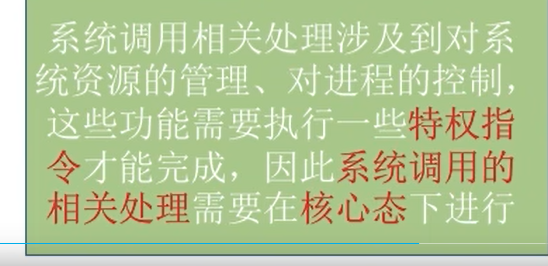 系统调用相关处理涉及到对系
统资源的管理、对进程的控制，
这些功能需要执行一些特权指
令才能完成，因此系统调用的
相关处理需要在核心态下进行